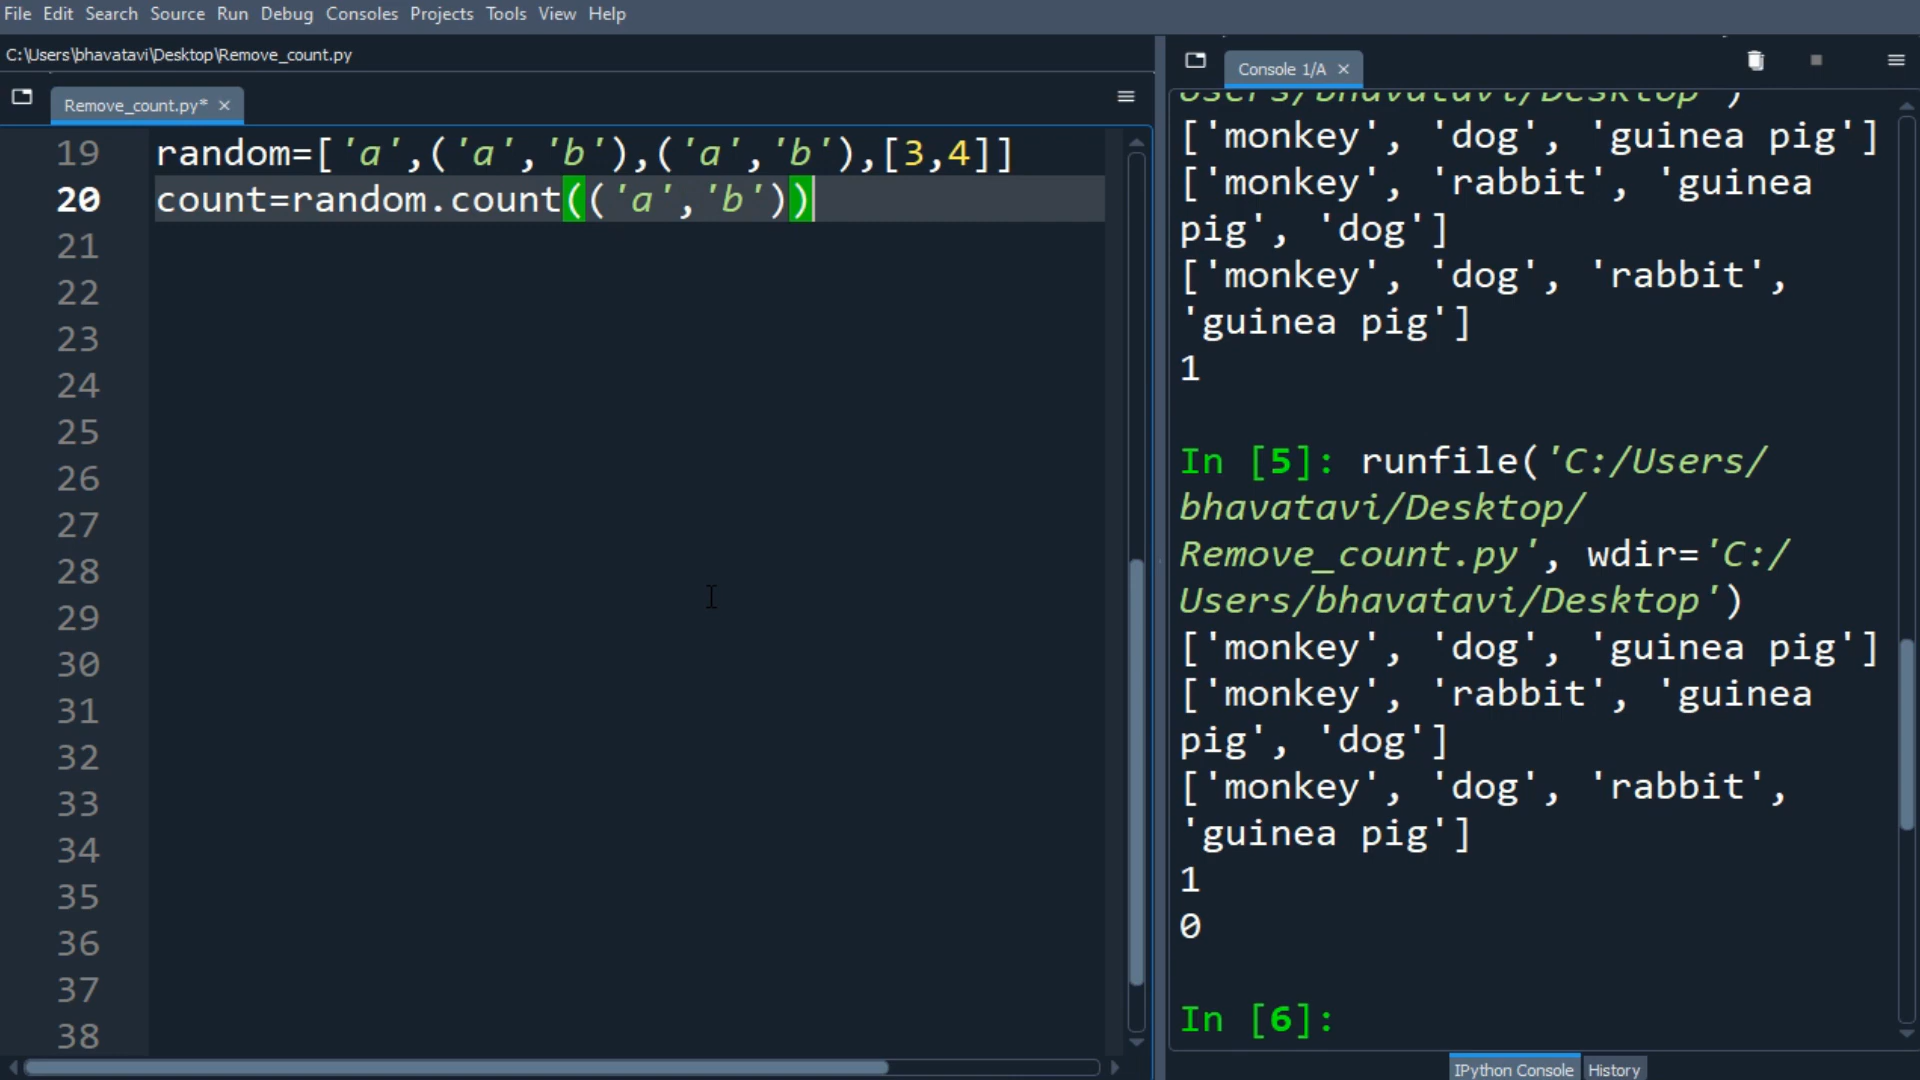 File Edit Search Source Run Debug Consoles Projects Tools View Help
C:\Users\bhavatavi\Desktop\Remove_count.py
Remove_count.py*
19 random=['a',('a','b'),('a','b'),[3,4]]
20 count=random.count(('a','b'))
21
22
23
24
25
26
27
28
29
30
31
32
33
34
35
36
37
38
Console 1/A
Users/bhavatavi/Desktop')
['monkey', 'dog', 'guinea pig']
['monkey', 'rabbit', 'guinea
pig', 'dog']
['monkey', 'dog', 'rabbit',
'guinea pig']
1
In [5]: runfile('C:/Users/
bhavatavi/Desktop/
Remove_count.py', wdir='C:/
Users/bhavatavi/Desktop')
['monkey', 'dog', 'guinea pig']
['monkey', 'rabbit', 'guinea
pig', 'dog']
['monkey', 'dog', 'rabbit',
'guinea pig']
1
0
In [6]:
IPython Console History